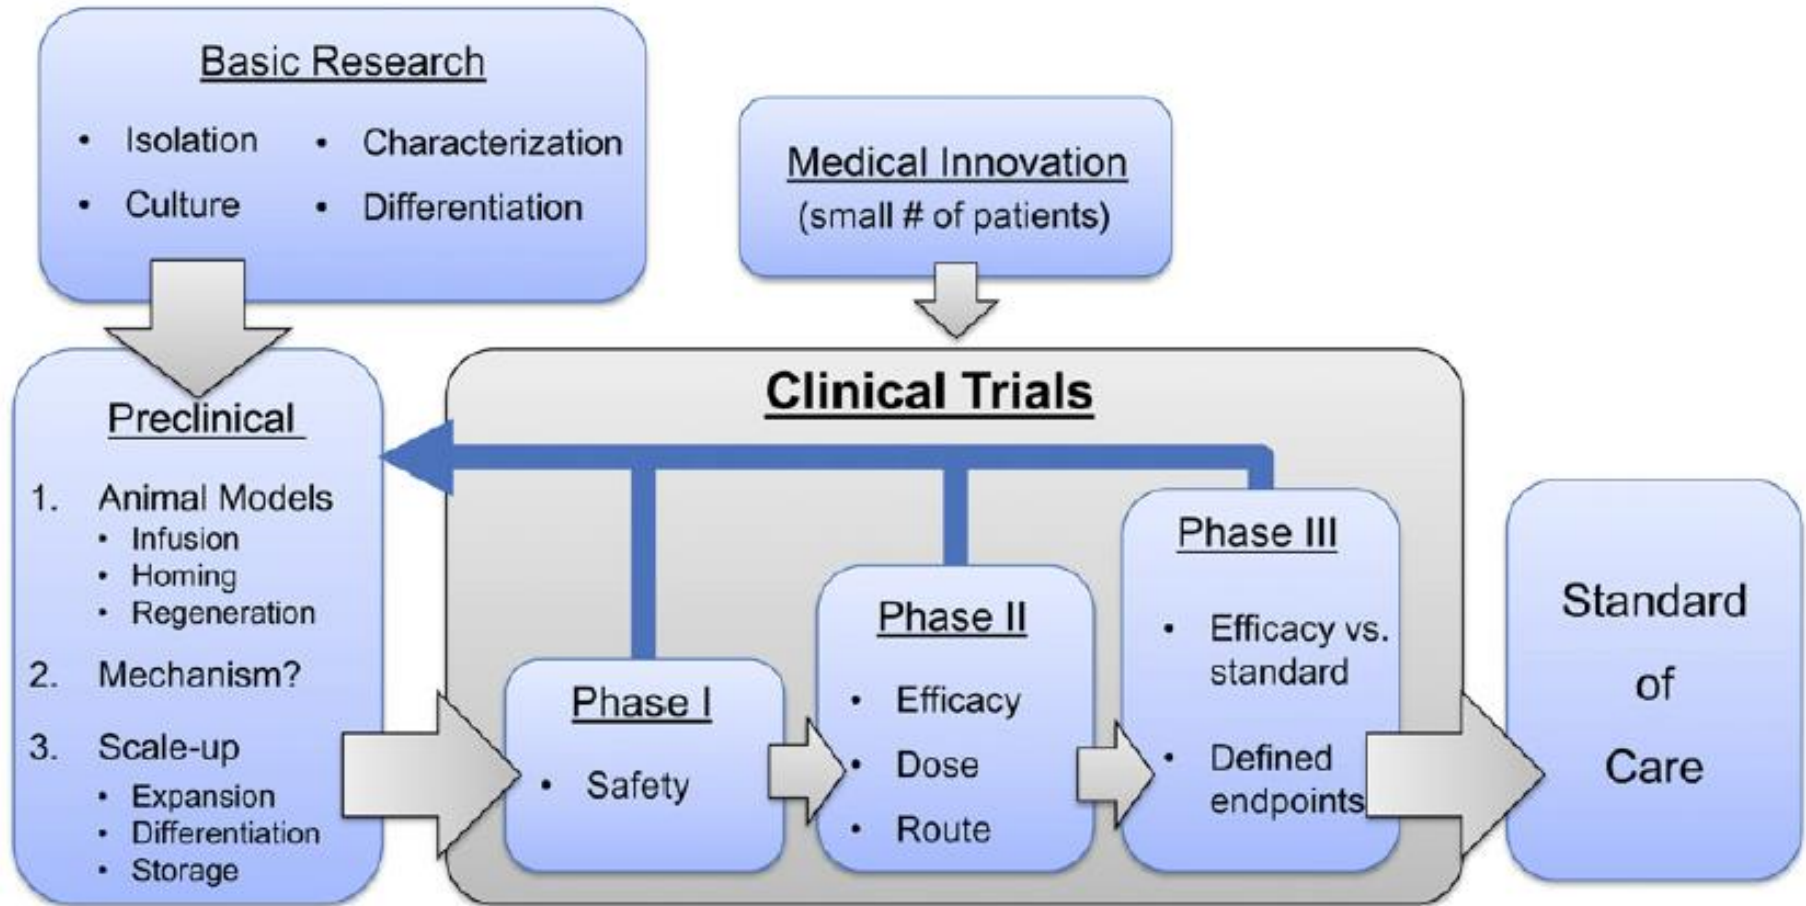 Basic Research
• Isolation
• Characterization
• Culture
• Differentiation
Medical Innovation
(small # of patients)
Preclinical
1. Animal Models
• Infusion
• Homing
• Regeneration
2. Mechanism?
3. Scale-up
• Expansion
• Differentiation
• Storage
Clinical Trials
Phase I
• Safety
Phase II
• Efficacy
• Dose
• Route
Phase III
• Efficacy vs.
standard
• Defined
endpoints
Standard
of
Care